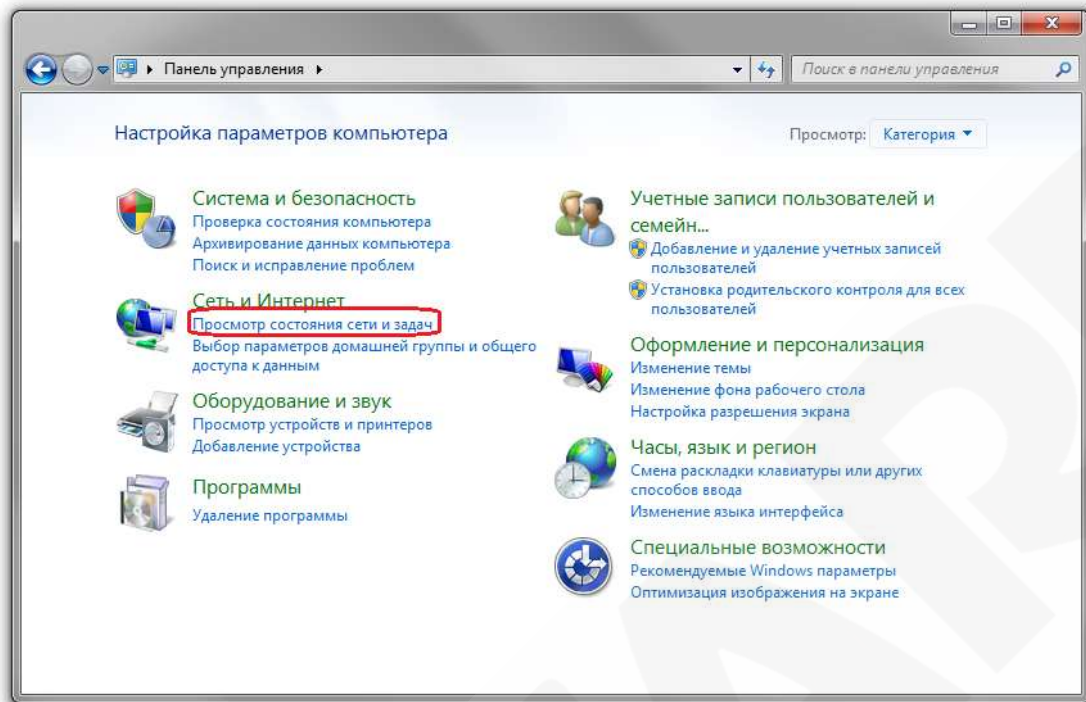 Панель управления
Поиск в панели управления
Настройка параметров компьютера
Просмотр: Категория
Система и безопасность
Проверка состояния компьютера
Архивирование данных компьютера
Поиск и исправление проблем
Сеть и Интернет
Просмотр состояния сети и задач
Выбор параметров домашней группы и общего
доступа к данным
Оборудование и звук
Просмотр устройств и принтеров
Добавление устройства
Программы
Удаление программы
Учетные записи пользователей и
семейн...
Добавление и удаление учетных записей
пользователей
Установка родительского контроля для всех
пользователей
Оформление и персонализация
Изменение темы
Изменение фона рабочего стола
Настройка разрешения экрана
Часы, язык и регион
Смена раскладки клавиатуры или других
способов ввода
Изменение языка интерфейса
Специальные возможности
Рекомендуемые Windows параметры
Оптимизация изображения на экране